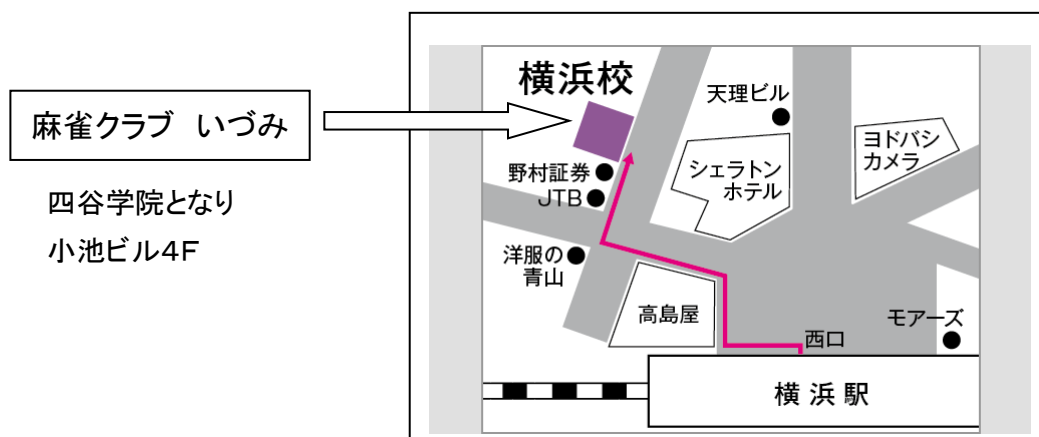 麻雀クラブ　いづみ
四谷学院となり
小池ビル４Ｆ
横浜校
天理ビル
ヨドバシ
カメラ
野村証券
JTB
シェラトン
ホテル
洋服の
青山
高島屋
モアーズ
西口
横浜駅